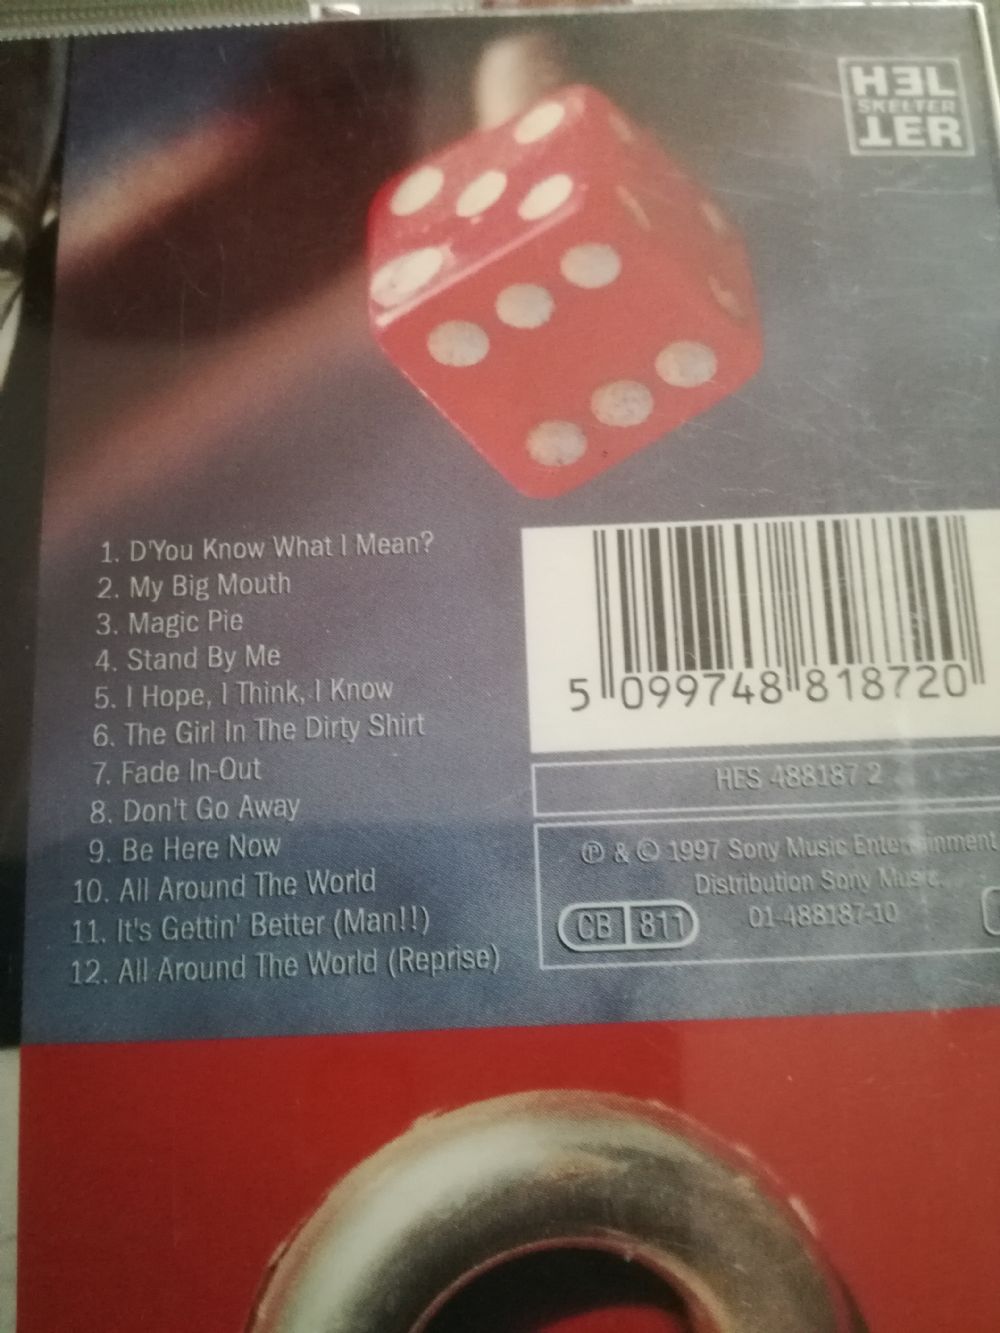 HEL
SKELTER
TER
1. D'You Know What I Mean?
2. My Big Mouth
3. Magic Pie
4. Stand By Me
5. I Hope, I Think, I Know
6. The Girl In The Dirty Shirt
7. Fade In-Out
8. Don't Go Away
9. Be Here Now
10. All Around The World
11. It's Gettin' Better (Man!!)
12. All Around The World (Reprise)
5 099748 818720
HES 488187 2
℗ & © 1997 Sony Music Entertainment
Distribution Sony Music
CB 811
01-488187-10